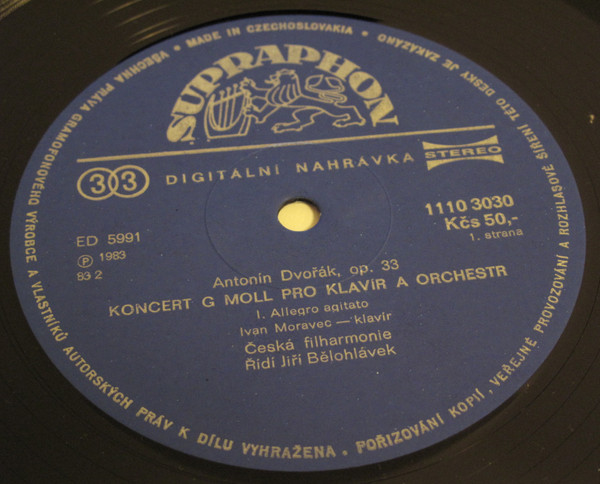 MADE IN CZECHOSLOVAKIA • VŠECHNA PRÁVA GRAMOFONOVÉHO VÝROBCE A VLASTNÍKŮ AUTORSKÝCH PRÁV K DÍLU VYHRAŽENA. POŘIZOVÁNÍ KOPIÍ, VEŘEJNÉ PROVOZOVÁNÍ A ROZHLASOVÉ ŠÍŘENÍ TÉTO DESKY JE ZAKÁZÁNO •
SUPRAPHON
33 DIGITÁLNÍ NAHRÁVKA STEREO
ED 5991
Ⓟ 1983
83 2
1110 3030
Kčs 50,-
1. strana
Antonín Dvořák, op. 33
KONCERT G MOLL PRO KLAVÍR A ORCHESTR
I. Allegro agitato
Ivan Moravec — klavír
Česká filharmonie
Řídí Jiří Bělohlávek